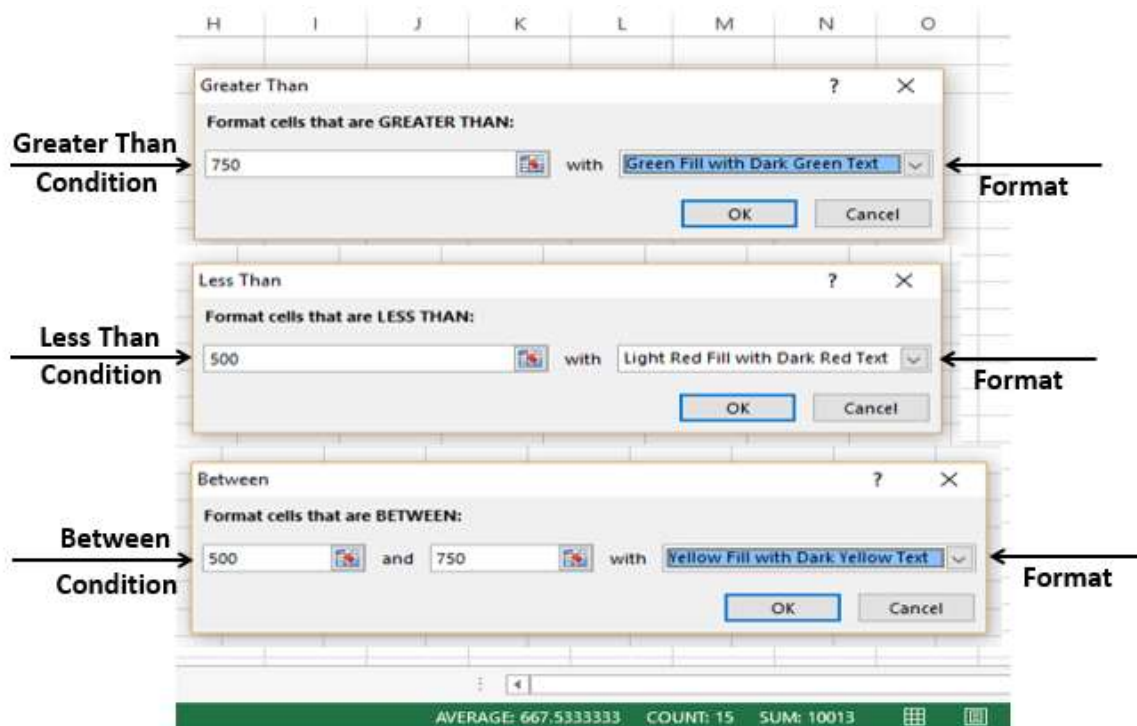 H I J K L M N O
Greater Than ? ×
Format cells that are GREATER THAN:
Greater Than
Condition
750 with Green Fill with Dark Green Text
Format
OK Cancel
Less Than ? ×
Format cells that are LESS THAN:
Less Than
Condition
500 with Light Red Fill with Dark Red Text
Format
OK Cancel
Between ? ×
Format cells that are BETWEEN:
Between
Condition
500 and 750 with Yellow Fill with Dark Yellow Text
Format
OK Cancel
AVERAGE: 667.5333333 COUNT: 15 SUM: 10013